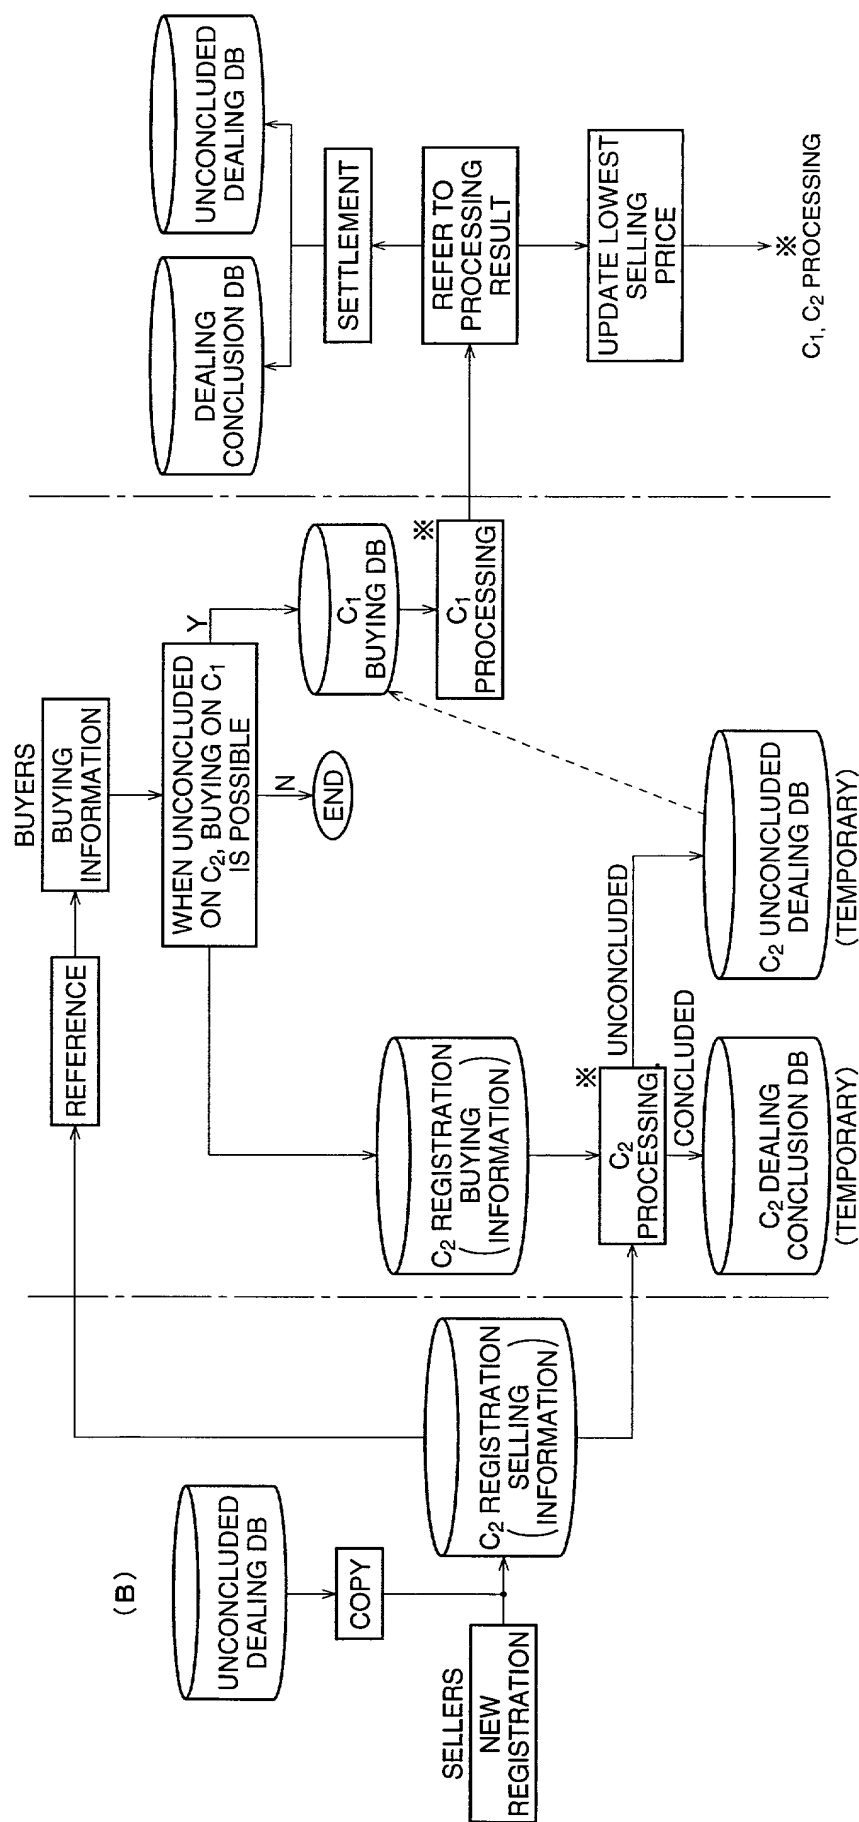 (B)
UNCONCLUDED
DEALING DB
COPY
SELLERS
NEW
REGISTRATION
C₂ REGISTRATION
(SELLING
INFORMATION)
REFERENCE
BUYERS
BUYING
INFORMATION
WHEN UNCONCLUDED
ON C₂, BUYING ON C₁
IS POSSIBLE
Y
N
END
C₂ REGISTRATION
(BUYING
INFORMATION)
※
C₂
PROCESSING
UNCONCLUDED
CONCLUDED
C₂ DEALING
CONCLUSION DB
(TEMPORARY)
C₂ UNCONCLUDED
DEALING DB
(TEMPORARY)
C₁
BUYING DB
※
C₁
PROCESSING
DEALING
CONCLUSION DB
UNCONCLUDED
DEALING DB
SETTLEMENT
REFER TO
PROCESSING
RESULT
UPDATE LOWEST
SELLING
PRICE
※
C₁, C₂ PROCESSING